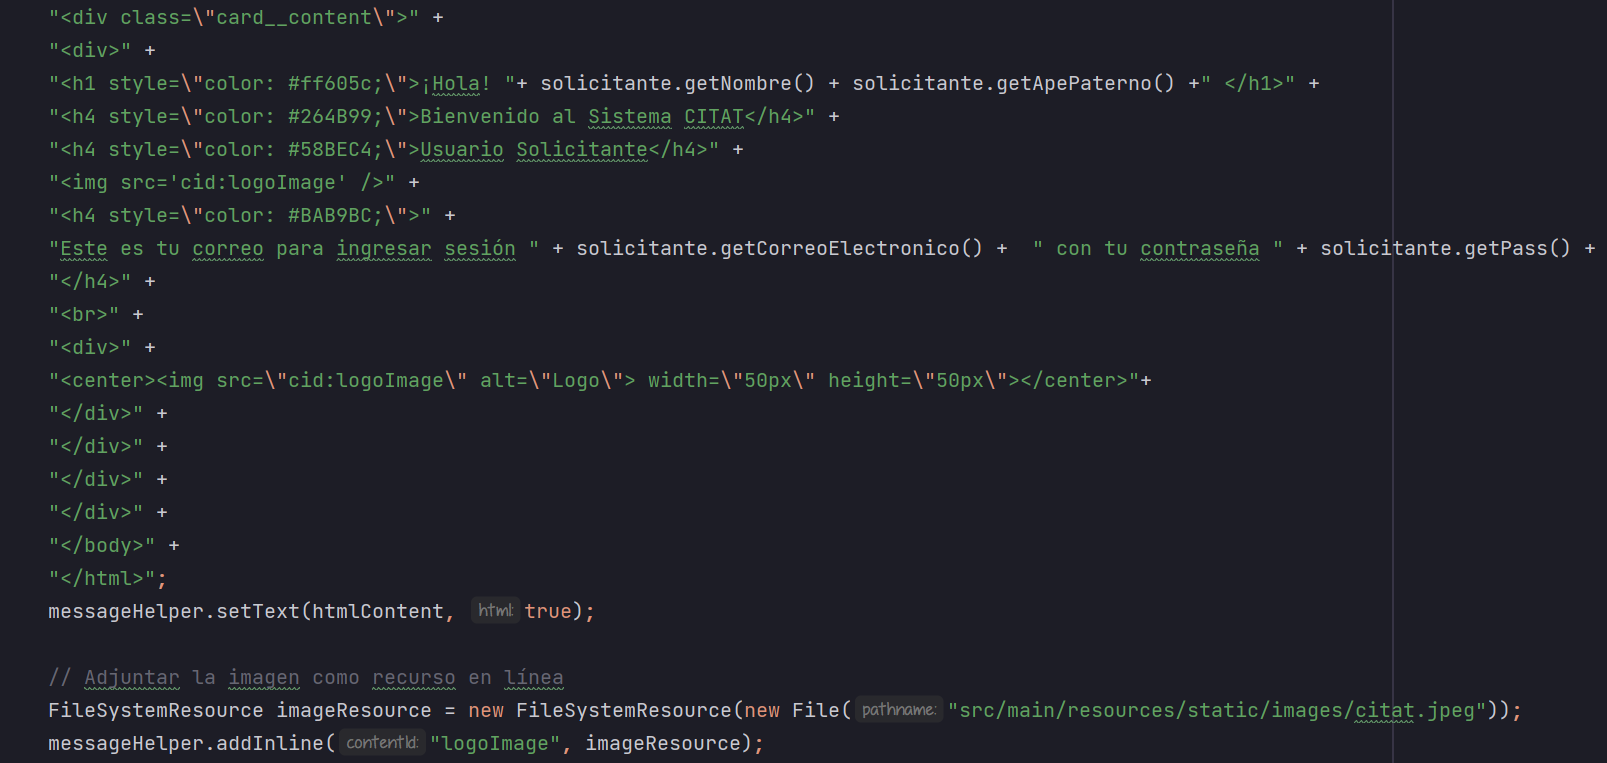 "<div class=\"card__content\">" +
"<div>" +
"<h1 style=\"color: #ff605c;\">¡Hola! "+ solicitante.getNombre() + solicitante.getApePaterno() +" </h1>" +
"<h4 style=\"color: #264B99;\">Bienvenido al Sistema CITAT</h4>" +
"<h4 style=\"color: #58BEC4;\">Usuario Solicitante</h4>" +
"<img src='cid:logoImage' />" +
"<h4 style=\"color: #BAB9BC;\">" +
"Este es tu correo para ingresar sesión " + solicitante.getCorreoElectronico() +  " con tu contraseña " + solicitante.getPass() +
"</h4>" +
"<br>" +
"<div>" +
"<center><img src=\"cid:logoImage\" alt=\"Logo\"> width=\"50px\" height=\"50px\"></center>"+
"</div>" +
"</div>" +
"</div>" +
"</div>" +
"</body>" +
"</html>";
messageHelper.setText(htmlContent, html: true);
// Adjuntar la imagen como recurso en línea
FileSystemResource imageResource = new FileSystemResource(new File( pathname: "src/main/resources/static/images/citat.jpeg"));
messageHelper.addInline( contentId: "logoImage", imageResource);